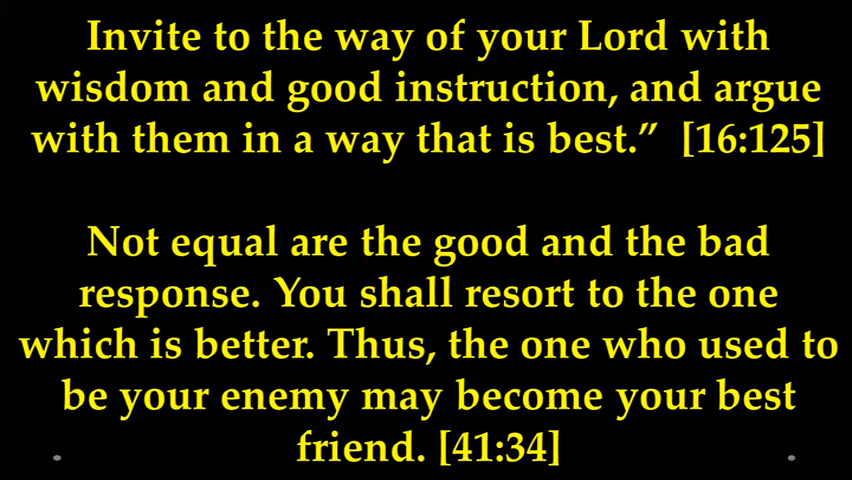 Invite to the way of your Lord with
wisdom and good instruction, and argue
with them in a way that is best.” [16:125]
Not equal are the good and the bad
response. You shall resort to the one
which is better. Thus, the one who used to
be your enemy may become your best
friend. [41:34]